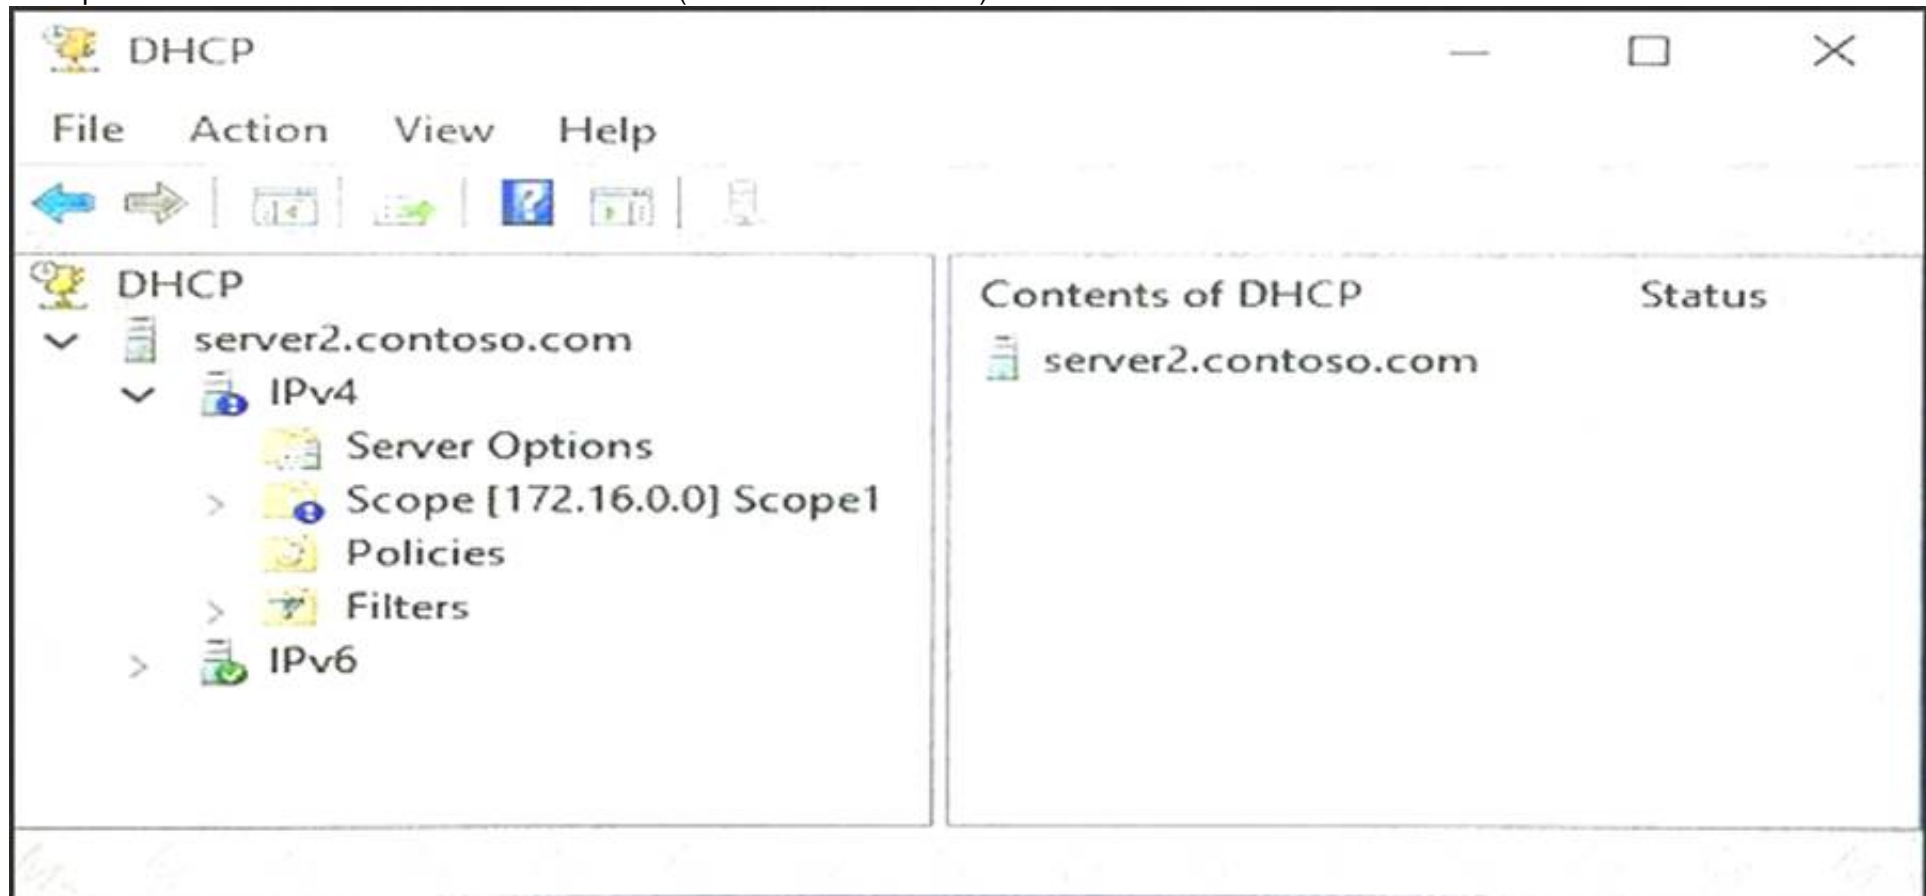 DHCP
File Action View Help
DHCP
server2.contoso.com
IPv4
Server Options
Scope [172.16.0.0] Scope1
Policies
Filters
IPv6
Contents of DHCP Status
server2.contoso.com